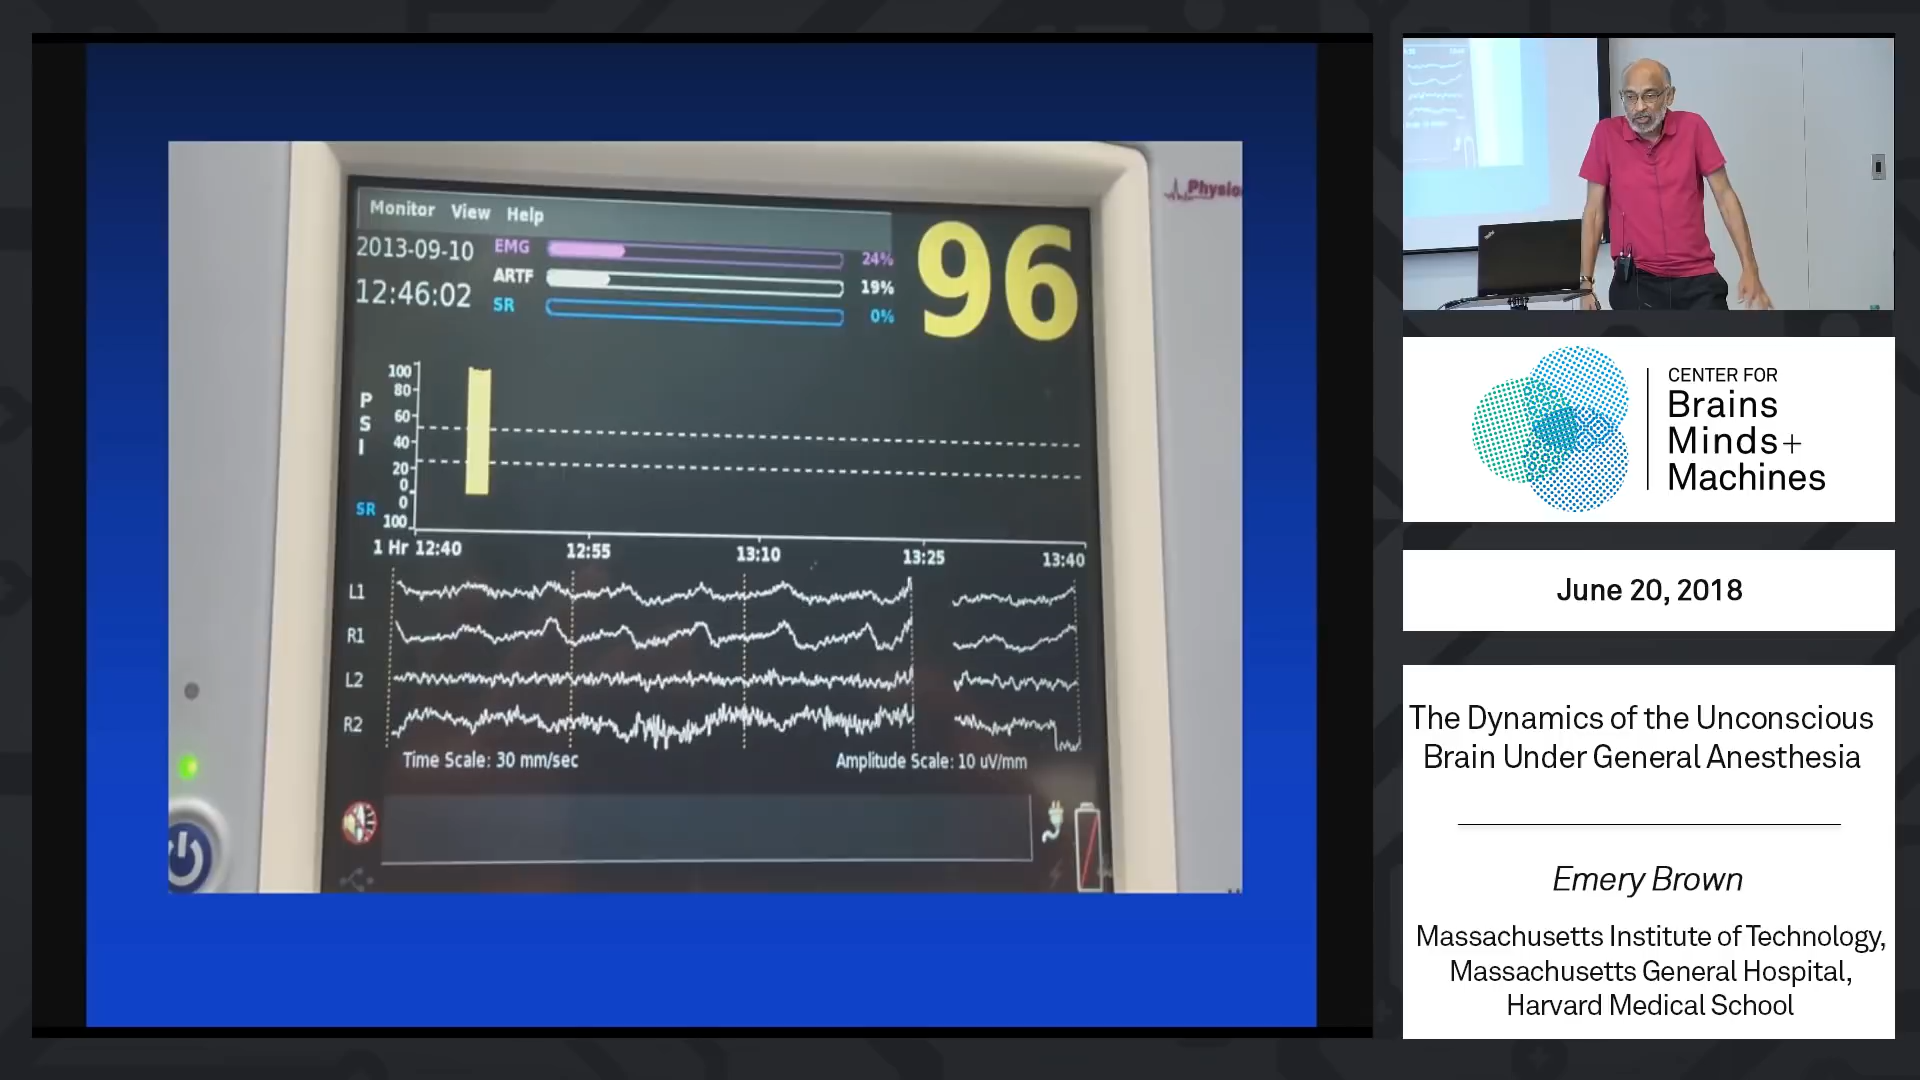 Monitor View Help
2013-09-10
12:46:02
EMG 24%
ARTF 19%
SR 0%
96
100
80
60
40
20
0
0
100
PSI
SR
1 Hr 12:40 12:55 13:10 13:25 13:40
L1
R1
L2
R2
Time Scale: 30 mm/sec Amplitude Scale: 10 uV/mm
CENTER FOR
Brains
Minds+
Machines
June 20, 2018
The Dynamics of the Unconscious
Brain Under General Anesthesia
Emery Brown
Massachusetts Institute of Technology,
Massachusetts General Hospital,
Harvard Medical School